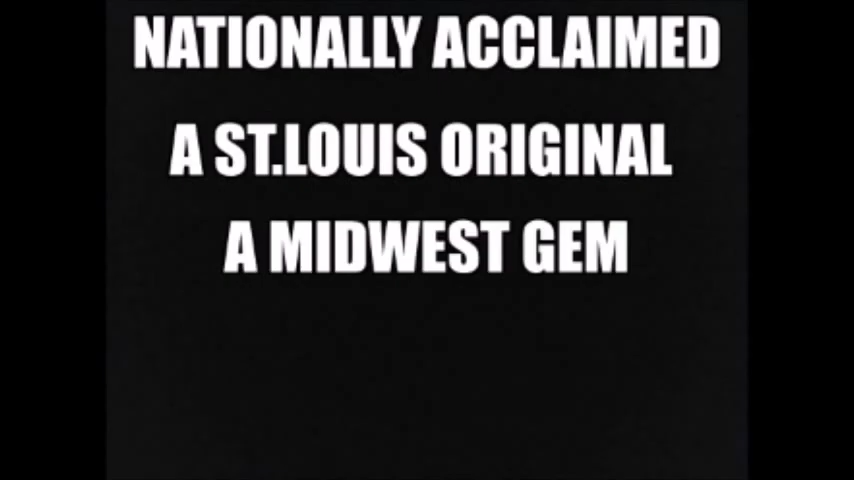 NATIONALLY ACCLAIMED
A ST.LOUIS ORIGINAL
A MIDWEST GEM